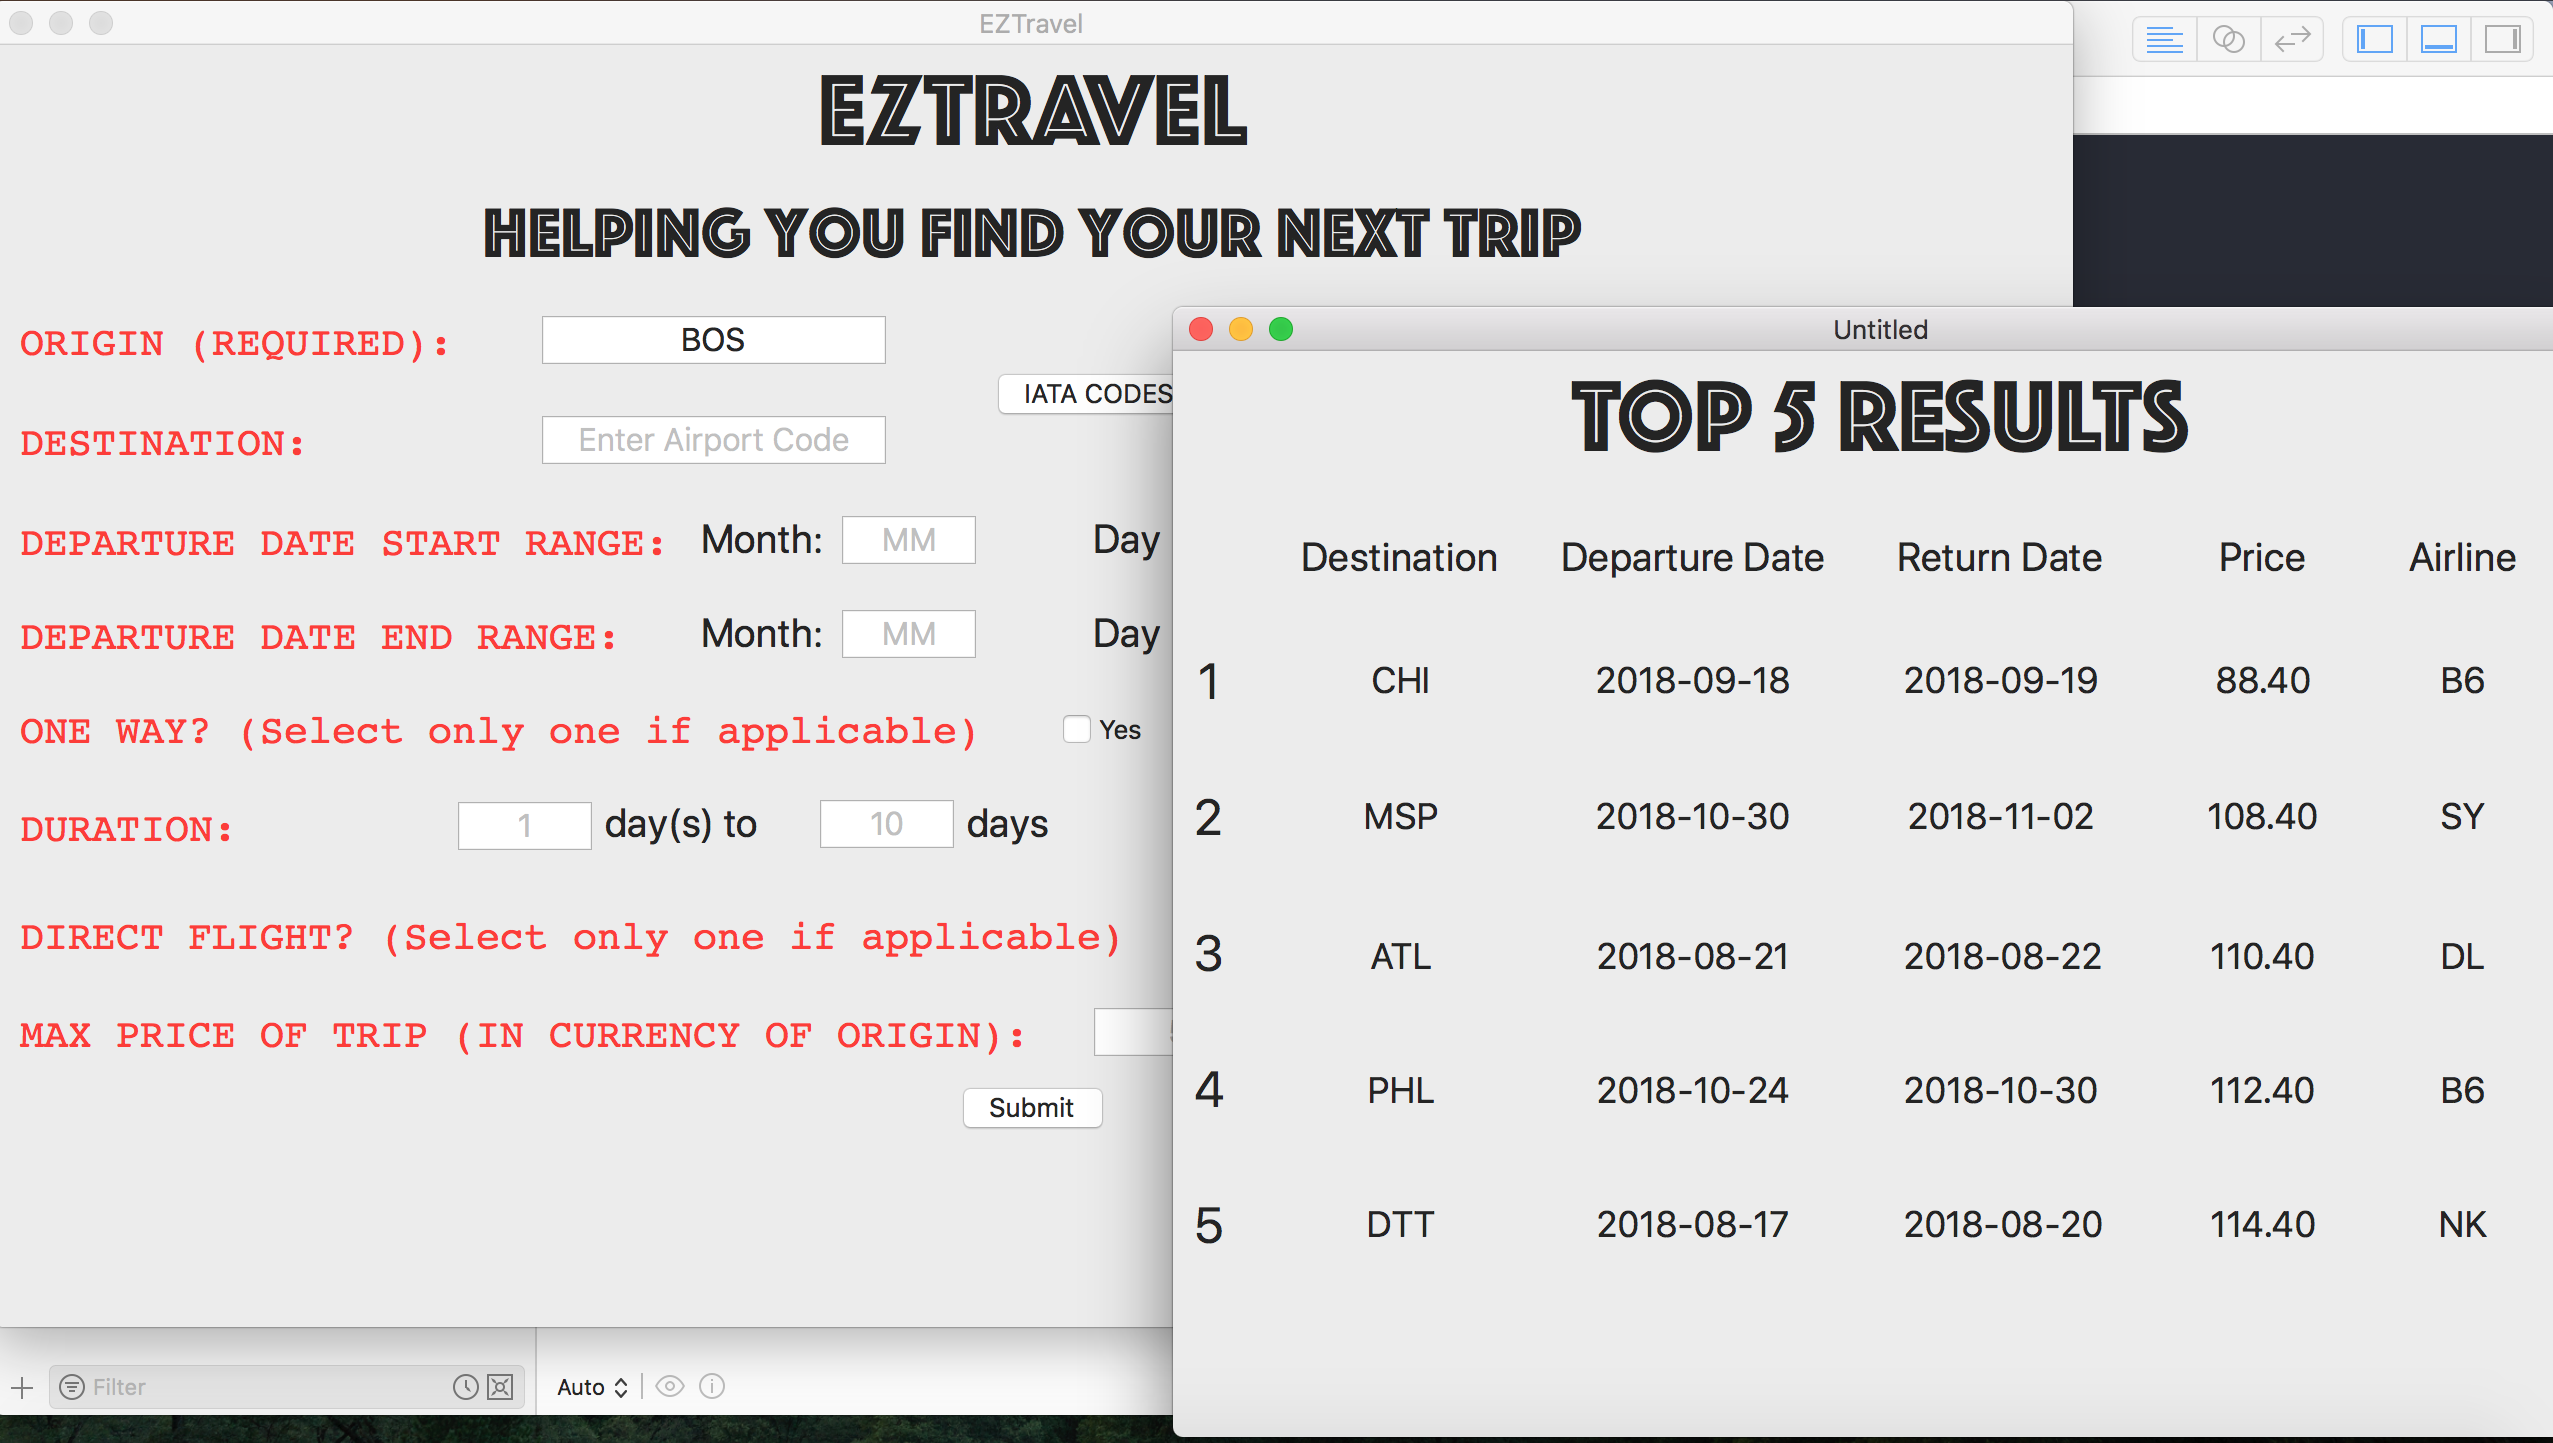 EZTravel
EZTRAVEL
HELPING YOU FIND YOUR NEXT TRIP
ORIGIN (REQUIRED): BOS
IATA CODES
DESTINATION: Enter Airport Code
DEPARTURE DATE START RANGE: Month: MM Day
DEPARTURE DATE END RANGE: Month: MM Day
ONE WAY? (Select only one if applicable) Yes
DURATION: 1 day(s) to 10 days
DIRECT FLIGHT? (Select only one if applicable)
MAX PRICE OF TRIP (IN CURRENCY OF ORIGIN):
Submit
Filter
Auto
Untitled
TOP 5 RESULTS
Destination Departure Date Return Date Price Airline
1 CHI 2018-09-18 2018-09-19 88.40 B6
2 MSP 2018-10-30 2018-11-02 108.40 SY
3 ATL 2018-08-21 2018-08-22 110.40 DL
4 PHL 2018-10-24 2018-10-30 112.40 B6
5 DTT 2018-08-17 2018-08-20 114.40 NK